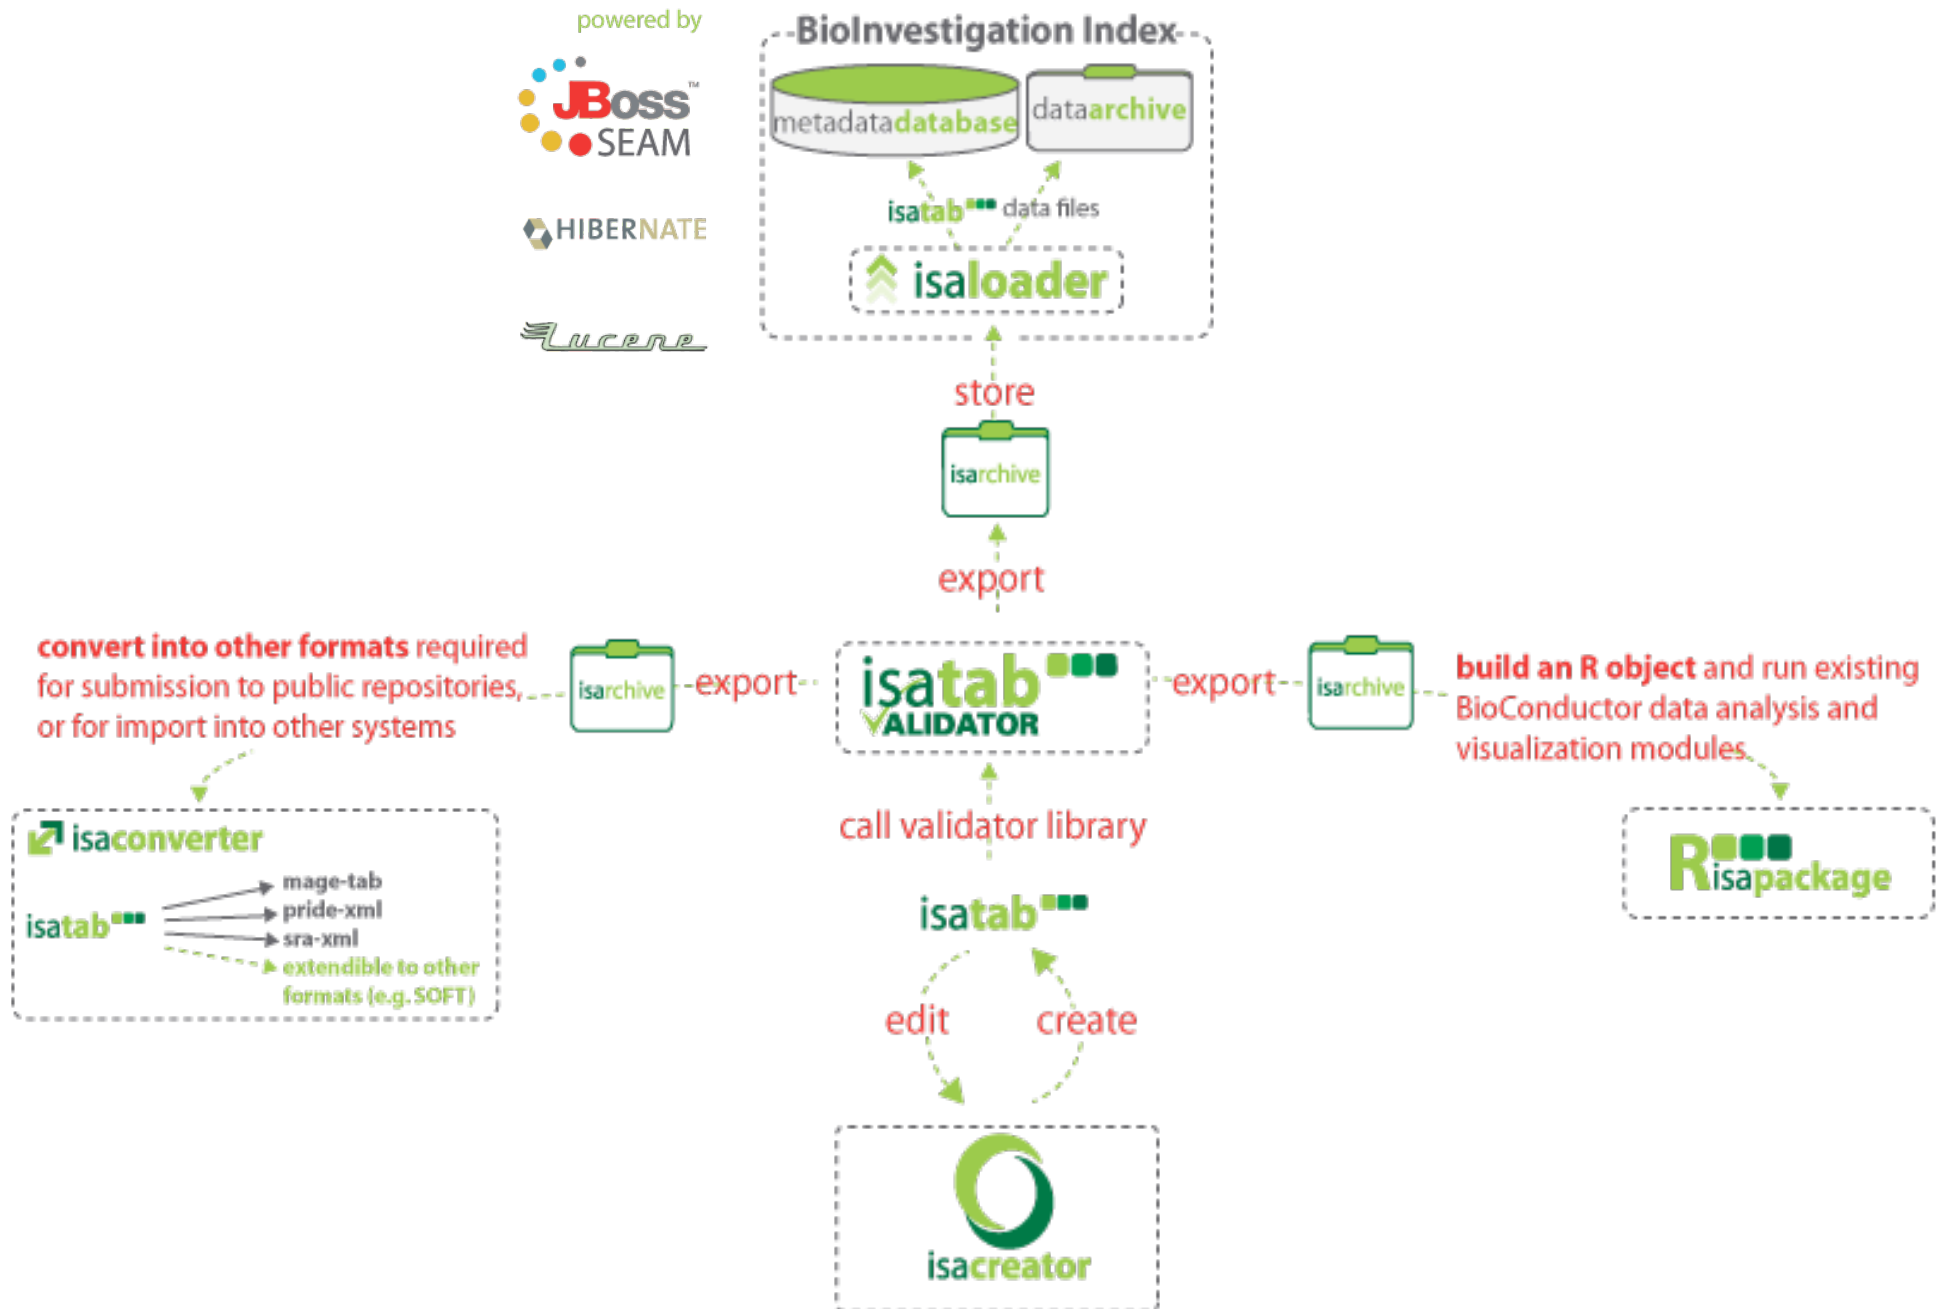 powered by
JBoss™
SEAM
HIBERNATE
Lucene
BioInvestigation Index
metadatadatabase
dataarchive
isatab data files
isaloader
store
isarchive
export
convert into other formats required
for submission to public repositories,
or for import into other systems
isarchive
export
isatab
VALIDATOR
export
isarchive
build an R object and run existing
BioConductor data analysis and
visualization modules
call validator library
isaconverter
isatab
mage-tab
pride-xml
sra-xml
extendible to other
formats (e.g. SOFT)
isatab
R isapackage
edit
create
isacreator